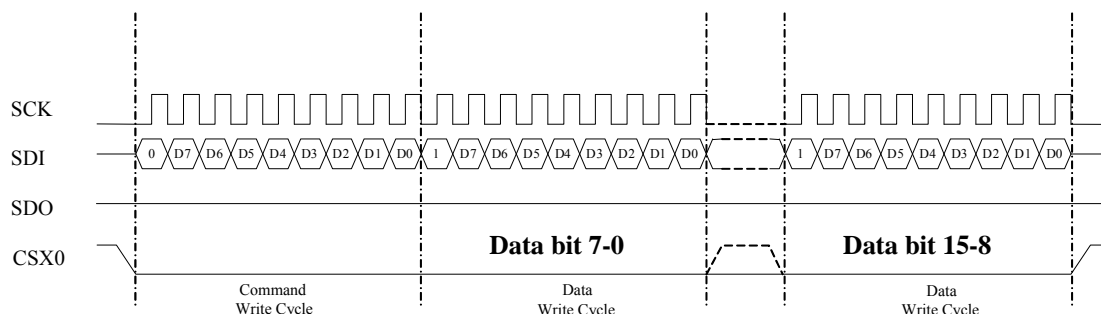 SCK
SDI 0 D7 D6 D5 D4 D3 D2 D1 D0 1 D7 D6 D5 D4 D3 D2 D1 D0 1 D7 D6 D5 D4 D3 D2 D1 D0
SDO
CSX0 Data bit 7-0 Data bit 15-8
Command Data Data
Write Cycle Write Cycle Write Cycle